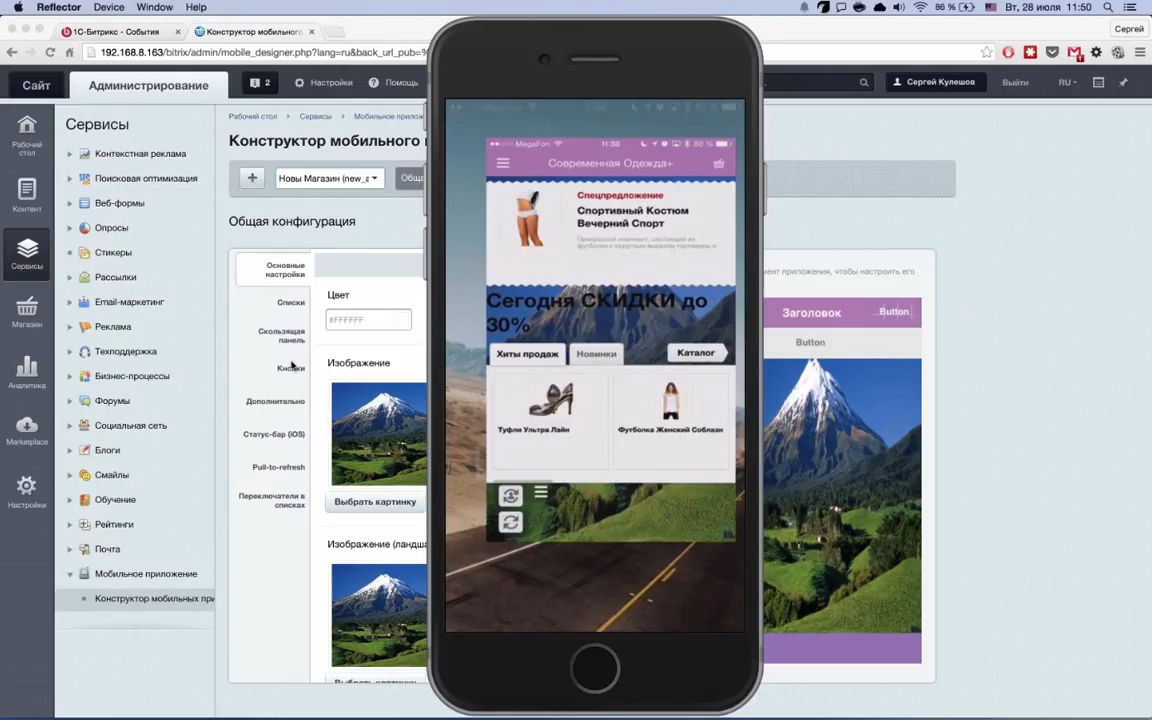 Reflector Device Window Help
86 % Вт, 28 июля 11:50
1С-Битрикс - События
Конструктор мобильного
Сергей
192.168.8.163/bitrix/admin/mobile_designer.php?lang=ru&back_url_pub=%
Сайт
Администрирование
2
Настройки
Помощь
Сергей Кулешов
Выйти
RU
Рабочий стол
Контент
Сервисы
Магазин
Аналитика
Marketplace
Настройки
Сервисы
Контекстная реклама
Поисковая оптимизация
Веб-формы
Опросы
Стикеры
Рассылки
Email-маркетинг
Реклама
Техподдержка
Бизнес-процессы
Форумы
Социальная сеть
Блоги
Смайлы
Обучение
Рейтинги
Почта
Мобильное приложение
Конструктор мобильных при
Рабочий стол Сервисы Мобильное прилож
Конструктор мобильного
Новы Магазин (new_a
Обща
Общая конфигурация
Основные настройки
Списки
Скользящая панель
Кнопки
Дополнительно
Статус-бар (iOS)
Pull-to-refresh
Переключатели в списках
Цвет
#FFFFFF
Изображение
Выбрать картинку
Изображение (ландша
Выбрать картинку
MegaFon 11:50 80 %
Современная Одежда+
Спецпредложение
Спортивный Костюм
Вечерний Спорт
Сегодня СКИДКИ до
30%
Хиты продаж
Новинки
Каталог
Туфли Ультра Лайн
Футболка Женский Соблазн
мент приложения, чтобы настроить его
Заголовок
Button
Button